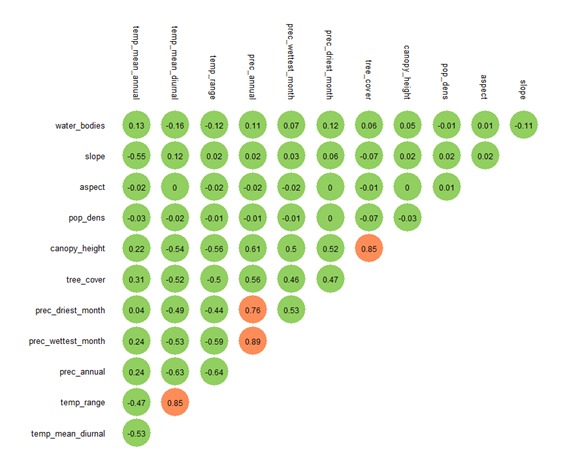 temp_mean_annual temp_mean_diurnal temp_range prec_annual prec_wettest_month prec_driest_month tree_cover canopy_height pop_dens aspect slope
water_bodies 0.13 -0.16 -0.12 0.11 0.07 0.12 0.06 0.05 -0.01 0.01 -0.11
slope -0.55 0.12 0.02 0.02 0.03 0.06 -0.07 0.02 0.02 0.02
aspect -0.02 0 -0.02 -0.02 -0.02 0 -0.01 0 0.01
pop_dens -0.03 -0.02 -0.01 -0.01 -0.01 0 -0.07 -0.03
canopy_height 0.22 -0.54 -0.56 0.61 0.5 0.52 0.85
tree_cover 0.31 -0.52 -0.5 0.56 0.46 0.47
prec_driest_month 0.04 -0.49 -0.44 0.76 0.53
prec_wettest_month 0.24 -0.53 -0.59 0.89
prec_annual 0.24 -0.63 -0.64
temp_range -0.47 0.85
temp_mean_diurnal -0.53